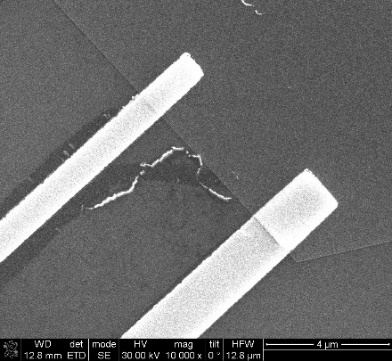 WD det mode HV mag tilt HFW 4 µm
12.8 mm ETD SE 30.00 kV 10 000 x 0 ° 12.8 µm